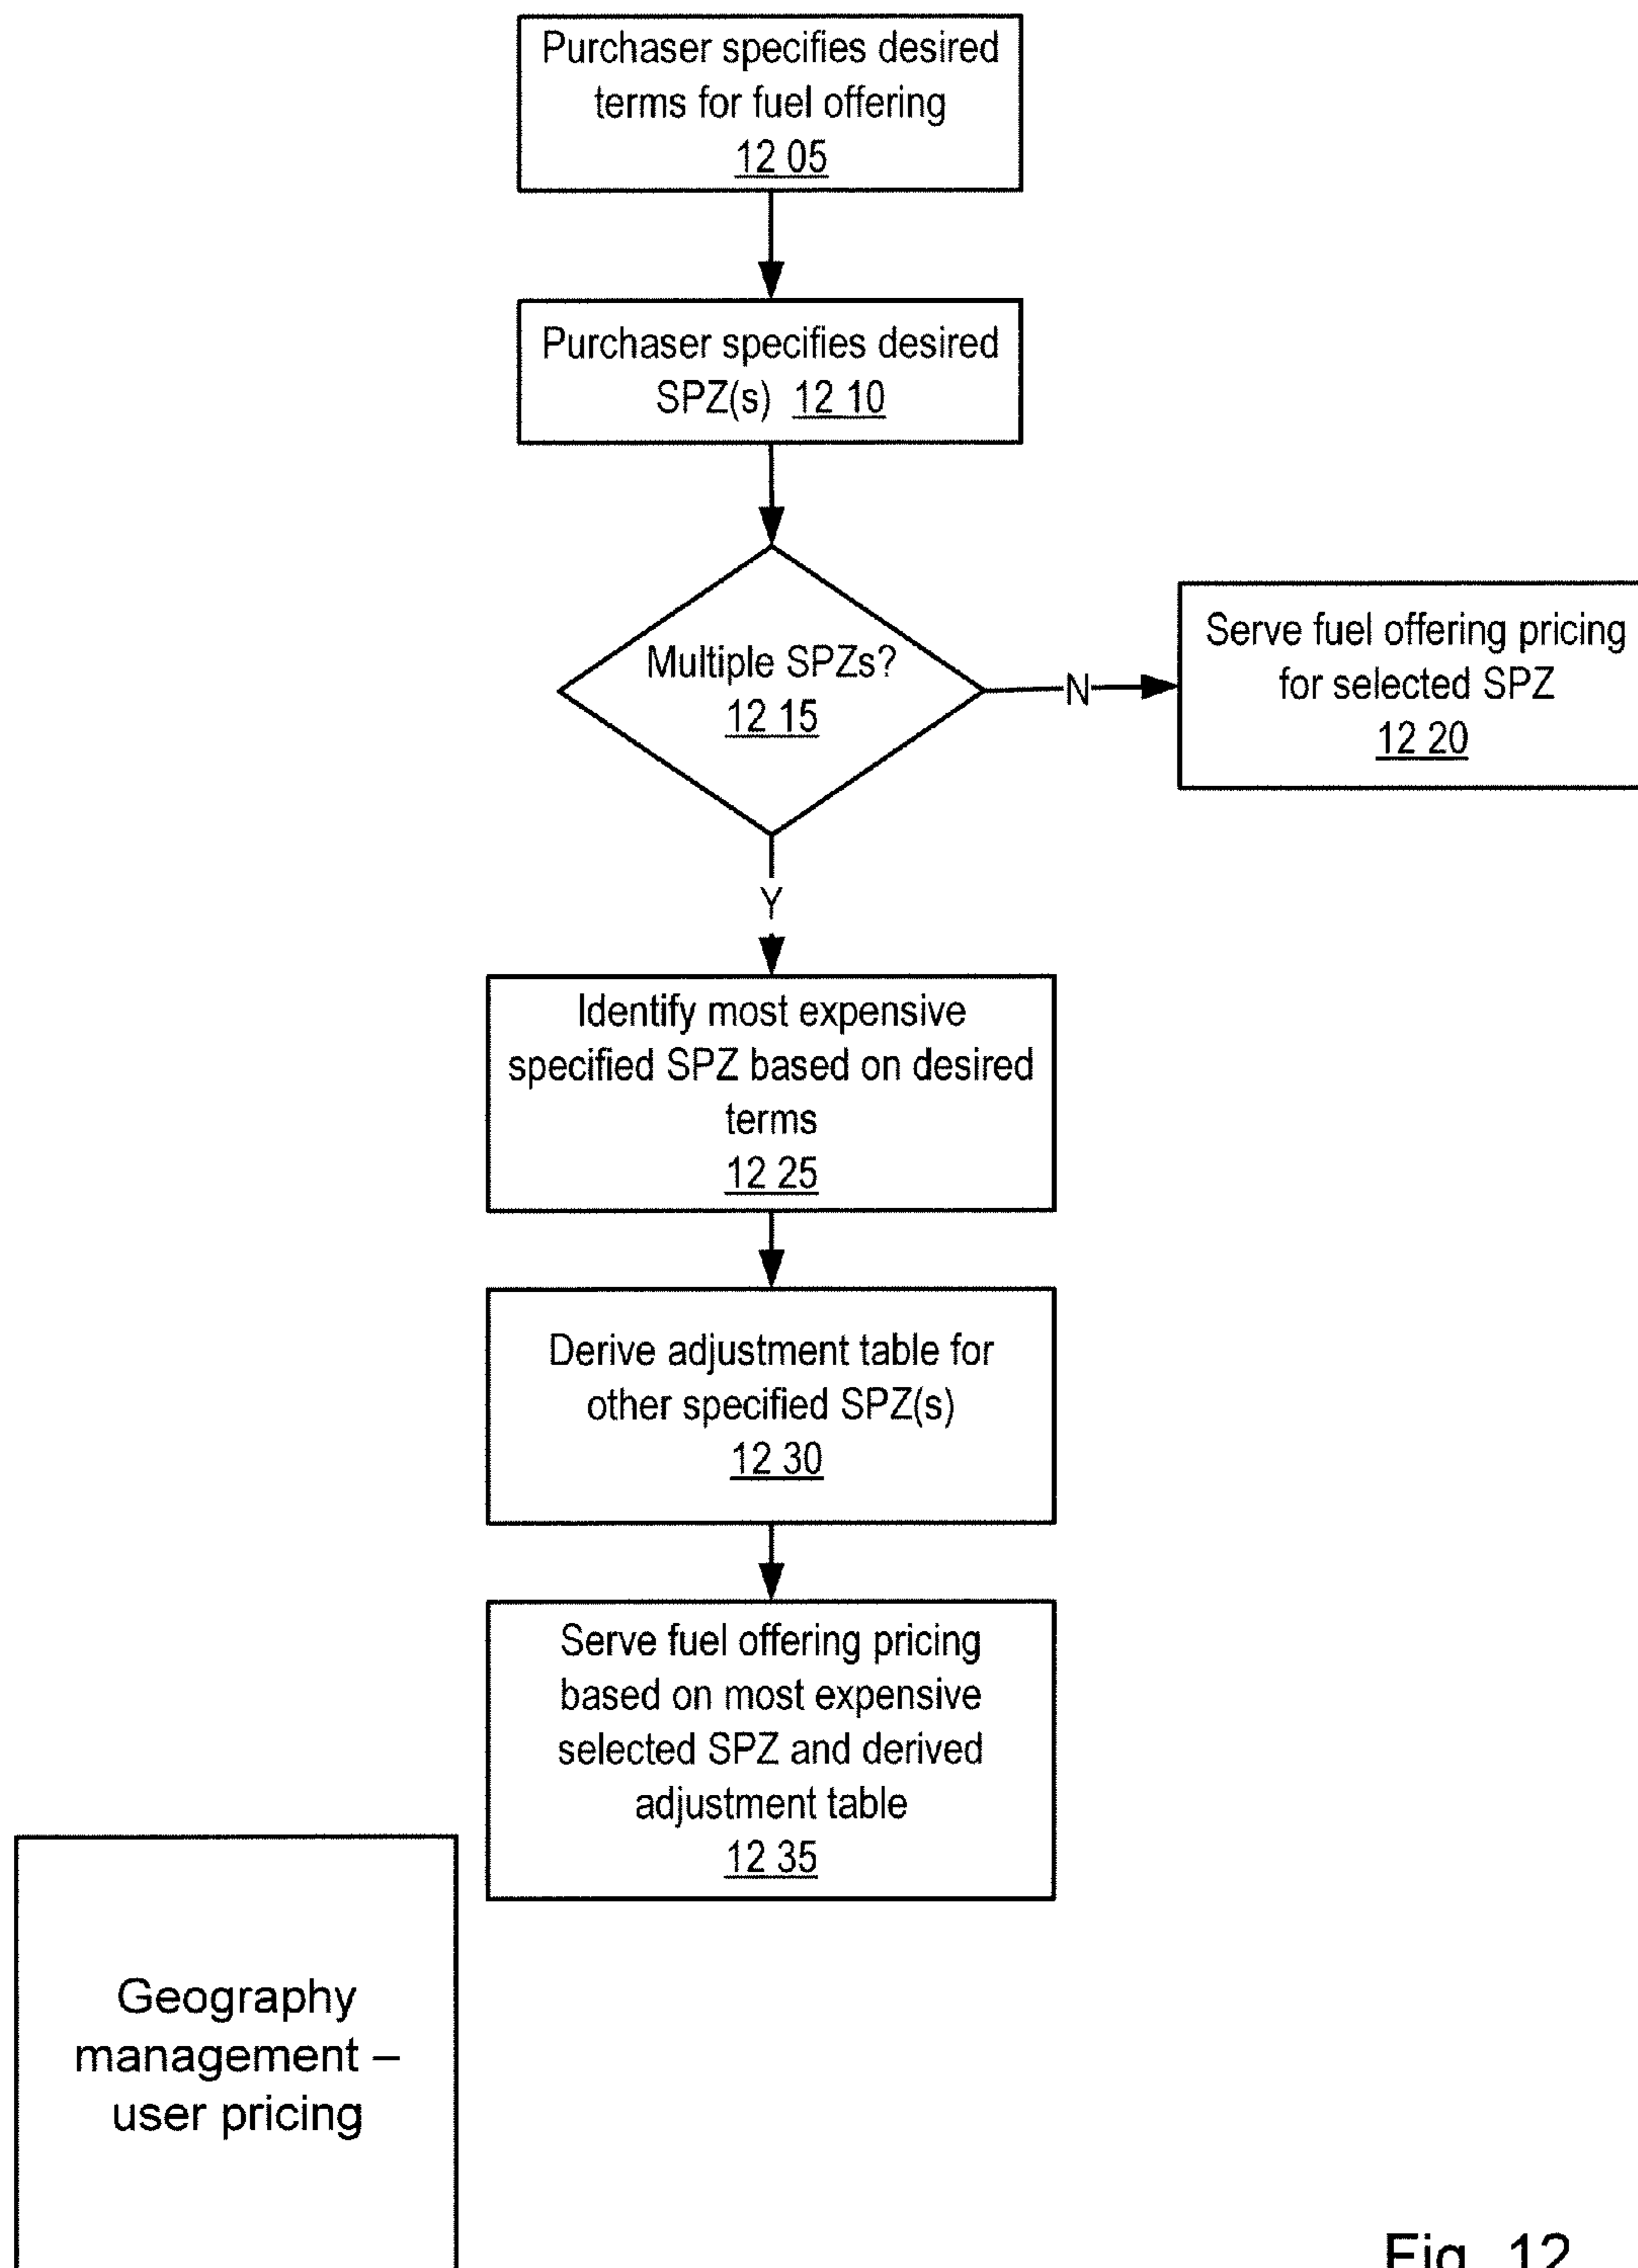 Purchaser specifies desired
terms for fuel offering
12 05
Purchaser specifies desired
SPZ(s) 12 10
Multiple SPZs?
12 15
N
Serve fuel offering pricing
for selected SPZ
12 20
Y
Identify most expensive
specified SPZ based on desired
terms
12 25
Derive adjustment table for
other specified SPZ(s)
12 30
Serve fuel offering pricing
based on most expensive
selected SPZ and derived
adjustment table
12 35
Geography
management –
user pricing
Fig. 12